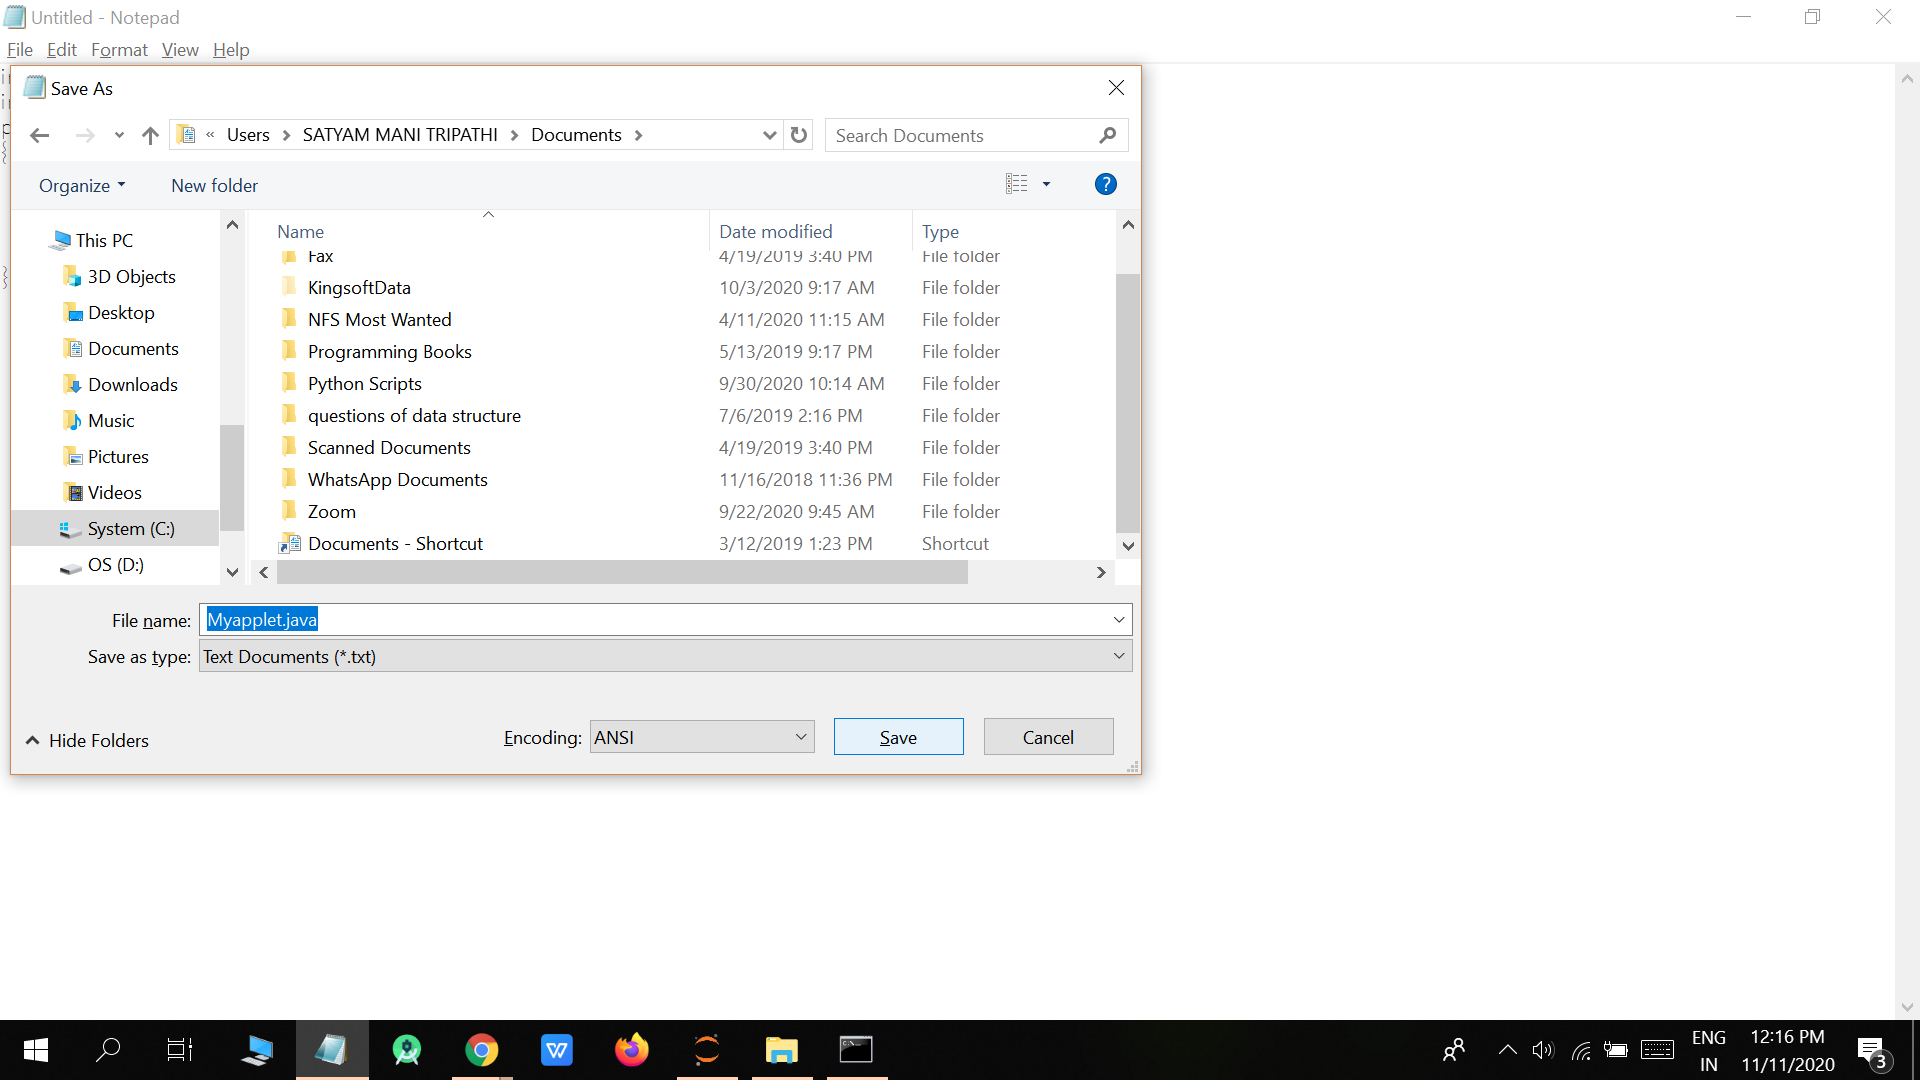 Untitled - Notepad
File Edit Format View Help
Save As
« Users > SATYAM MANI TRIPATHI > Documents >
Search Documents
Organize
New folder
This PC
3D Objects
Desktop
Documents
Downloads
Music
Pictures
Videos
System (C:)
OS (D:)
Name Date modified Type
Fax 4/19/2019 3:40 PM File folder
KingsoftData 10/3/2020 9:17 AM File folder
NFS Most Wanted 4/11/2020 11:15 AM File folder
Programming Books 5/13/2019 9:17 PM File folder
Python Scripts 9/30/2020 10:14 AM File folder
questions of data structure 7/6/2019 2:16 PM File folder
Scanned Documents 4/19/2019 3:40 PM File folder
WhatsApp Documents 11/16/2018 11:36 PM File folder
Zoom 9/22/2020 9:45 AM File folder
Documents - Shortcut 3/12/2019 1:23 PM Shortcut
File name: Myapplet.java
Save as type: Text Documents (*.txt)
Hide Folders
Encoding: ANSI
Save
Cancel
ENG
IN
12:16 PM
11/11/2020
3